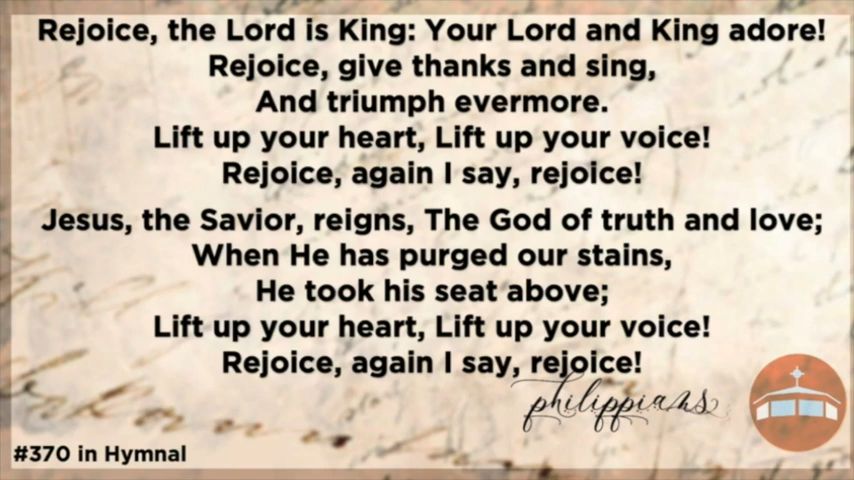 Rejoice, the Lord is King: Your Lord and King adore!
Rejoice, give thanks and sing,
And triumph evermore.
Lift up your heart, Lift up your voice!
Rejoice, again I say, rejoice!
Jesus, the Savior, reigns, The God of truth and love;
When He has purged our stains,
He took his seat above;
Lift up your heart, Lift up your voice!
Rejoice, again I say, rejoice!
philippians
#370 in Hymnal